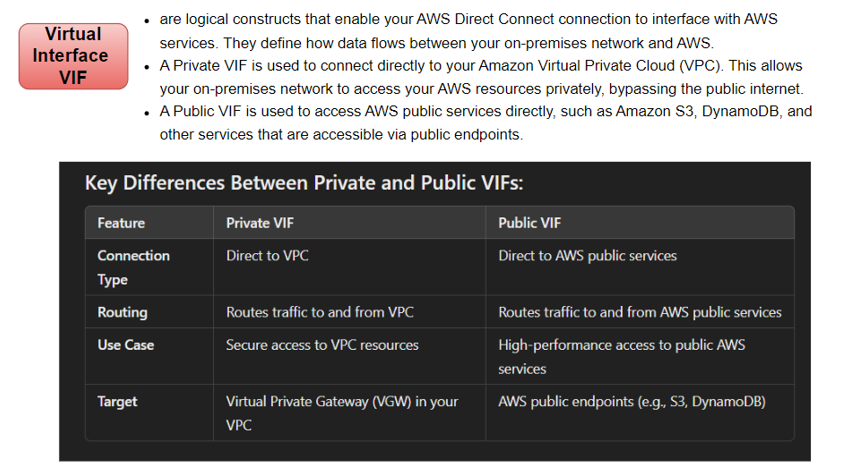 Virtual
Interface
VIF
are logical constructs that enable your AWS Direct Connect connection to interface with AWS
services. They define how data flows between your on-premises network and AWS.
A Private VIF is used to connect directly to your Amazon Virtual Private Cloud (VPC). This allows
your on-premises network to access your AWS resources privately, bypassing the public internet.
A Public VIF is used to access AWS public services directly, such as Amazon S3, DynamoDB, and
other services that are accessible via public endpoints.
Key Differences Between Private and Public VIFs:
Feature Private VIF Public VIF
Connection Direct to VPC Direct to AWS public services
Type
Routing Routes traffic to and from VPC Routes traffic to and from AWS public services
Use Case Secure access to VPC resources High-performance access to public AWS
services
Target Virtual Private Gateway (VGW) in your AWS public endpoints (e.g., S3, DynamoDB)
VPC